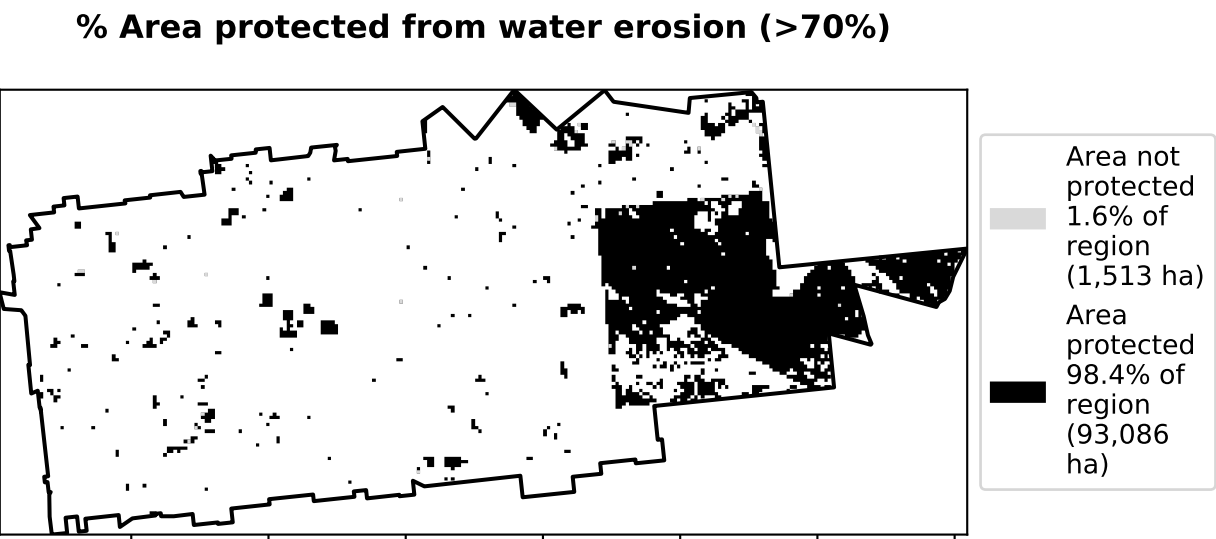 % Area protected from water erosion (>70%)
Area not
protected
1.6% of
region
(1,513 ha)
Area
protected
98.4% of
region
(93,086
ha)